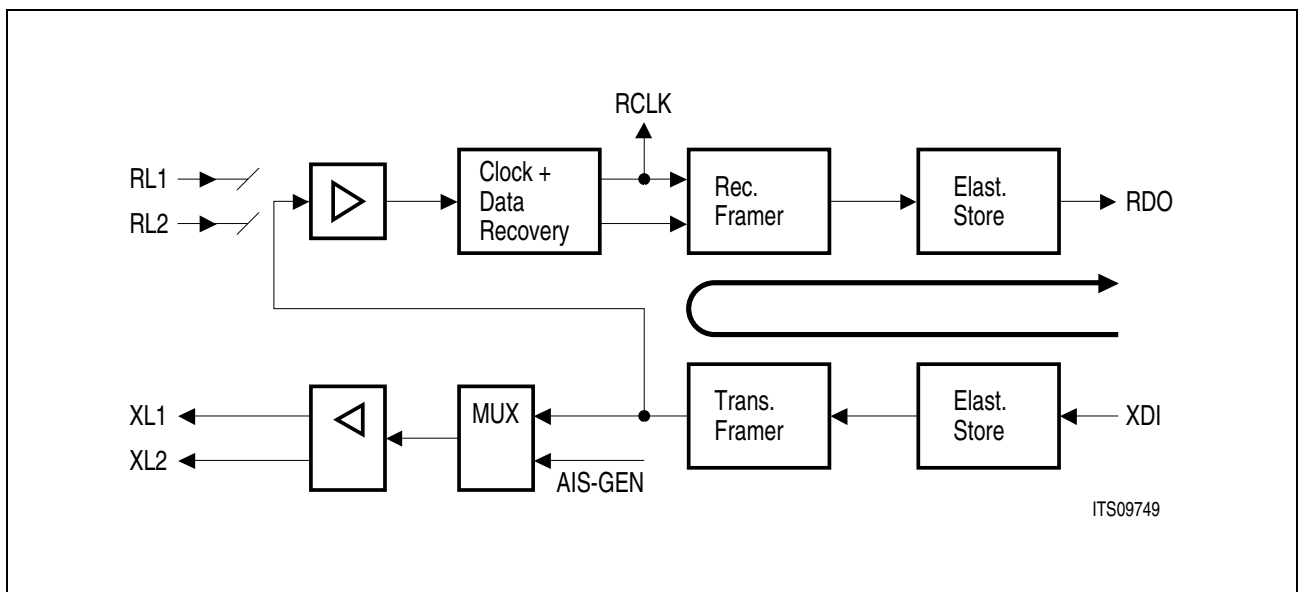 RCLK
RL1
RL2
Clock +
Data
Recovery
Rec.
Framer
Elast.
Store
RDO
XL1
XL2
MUX
AIS-GEN
Trans.
Framer
Elast.
Store
XDI
ITS09749